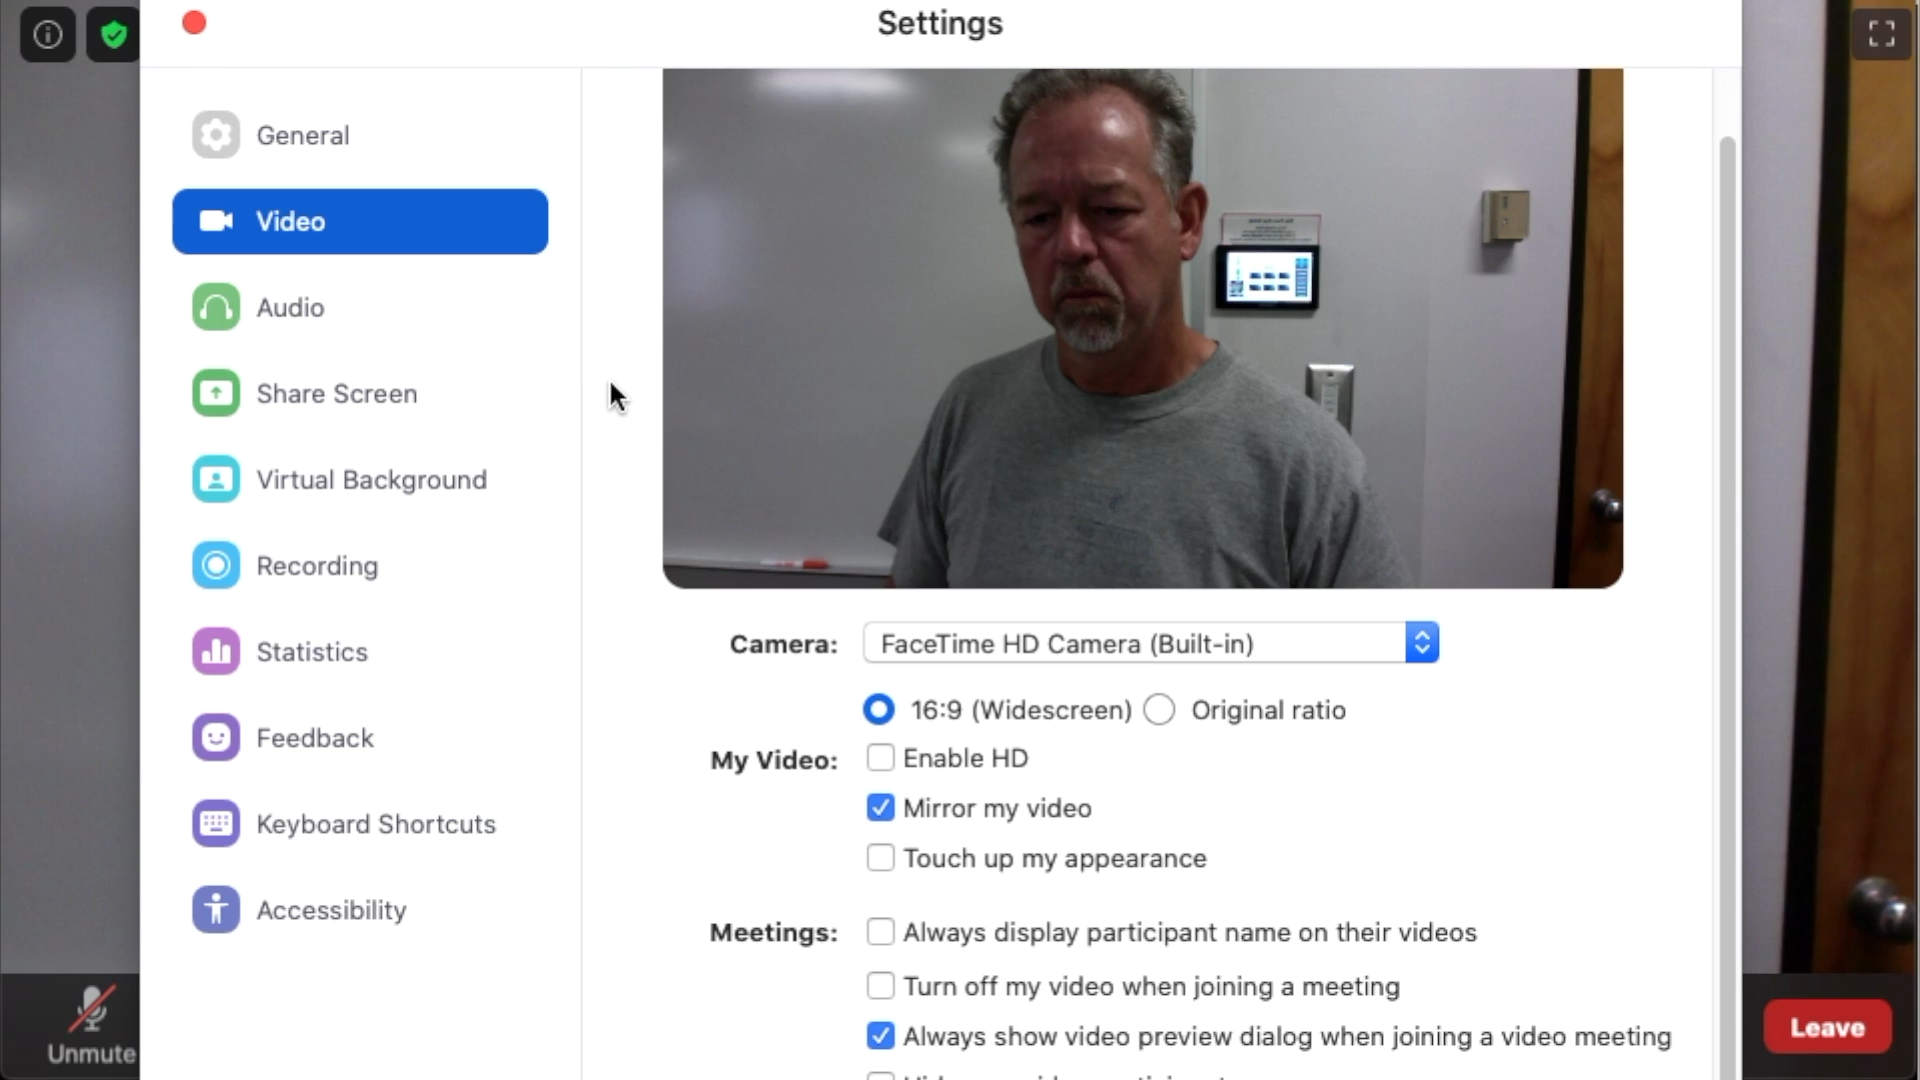 Settings
General
Video
Audio
Share Screen
Virtual Background
Recording
Statistics
Feedback
Keyboard Shortcuts
Accessibility
Camera: FaceTime HD Camera (Built-in)
16:9 (Widescreen) Original ratio
My Video: Enable HD
Mirror my video
Touch up my appearance
Meetings: Always display participant name on their videos
Turn off my video when joining a meeting
Always show video preview dialog when joining a video meeting
Unmute
Leave